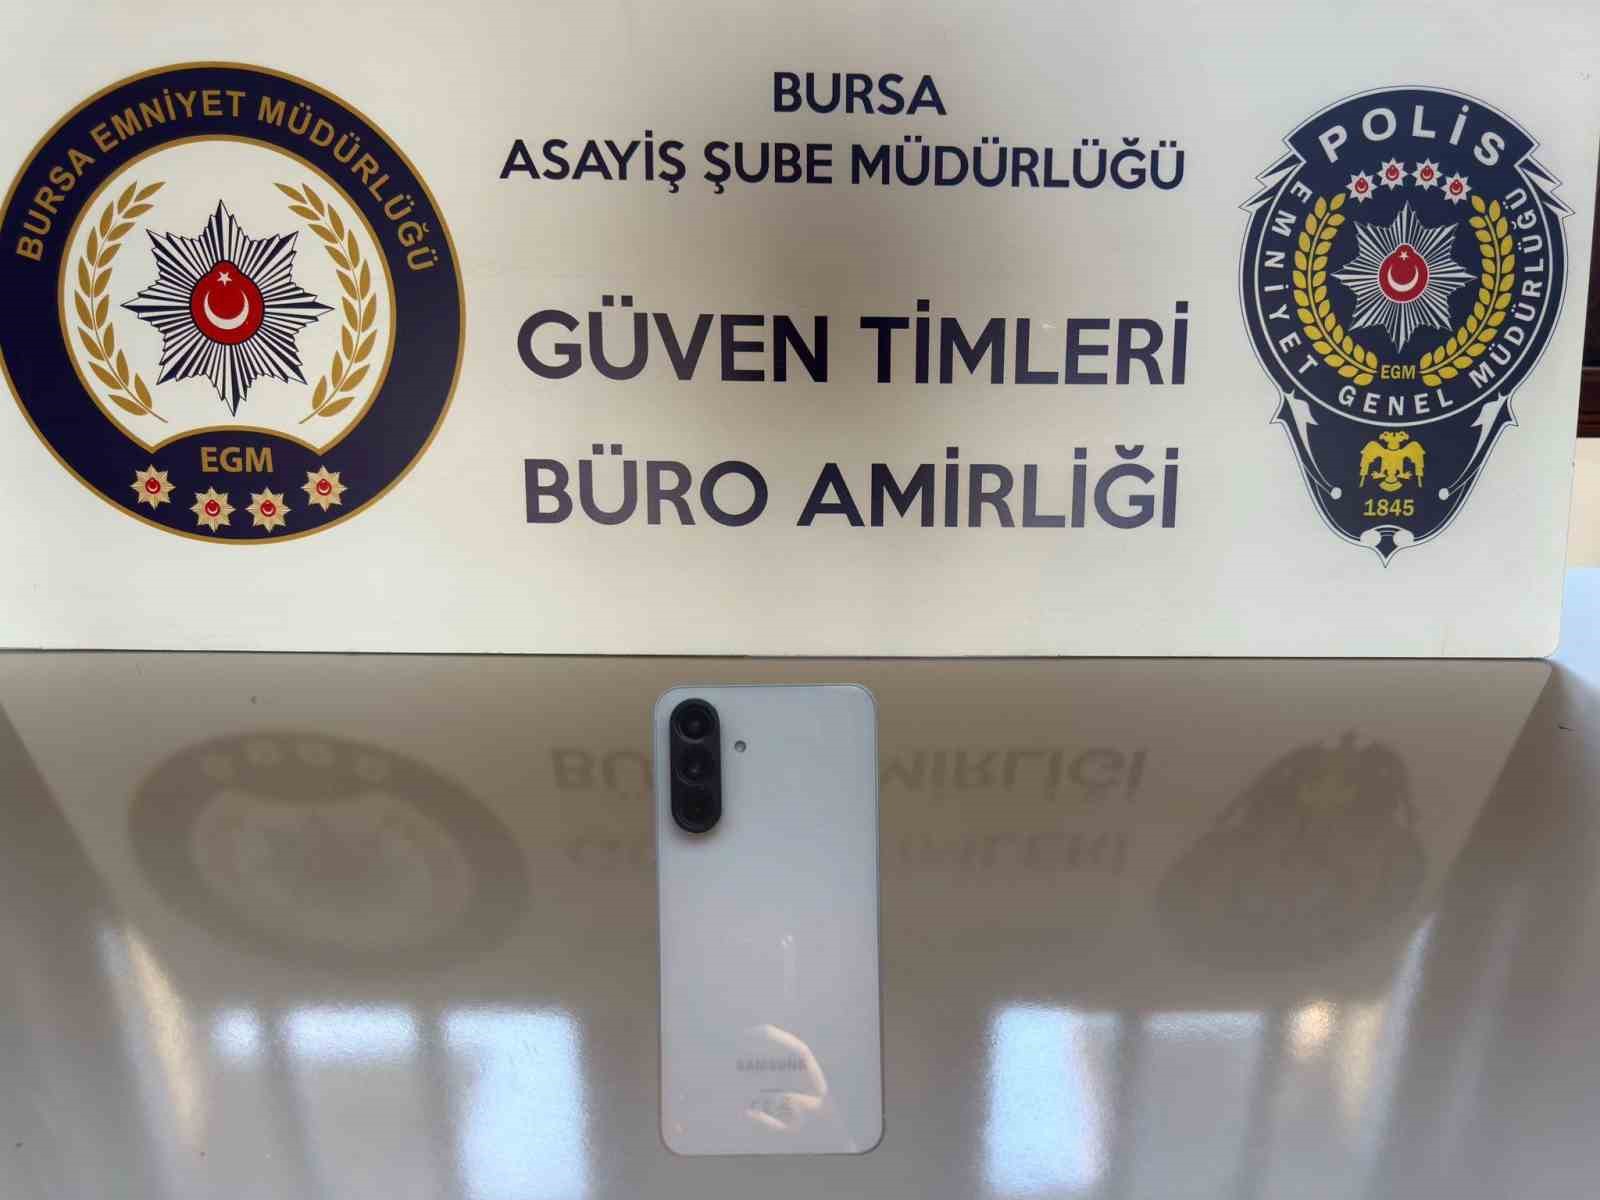 BURSA EMNİYET MÜDÜRLÜĞÜ
EGM
BURSA
ASAYİŞ ŞUBE MÜDÜRLÜĞÜ
GÜVEN TİMLERİ
BÜRO AMİRLİĞİ
POLİS
EMNİYET GENEL MÜDÜRLÜĞÜ
EGM
1845
SAMSUNG